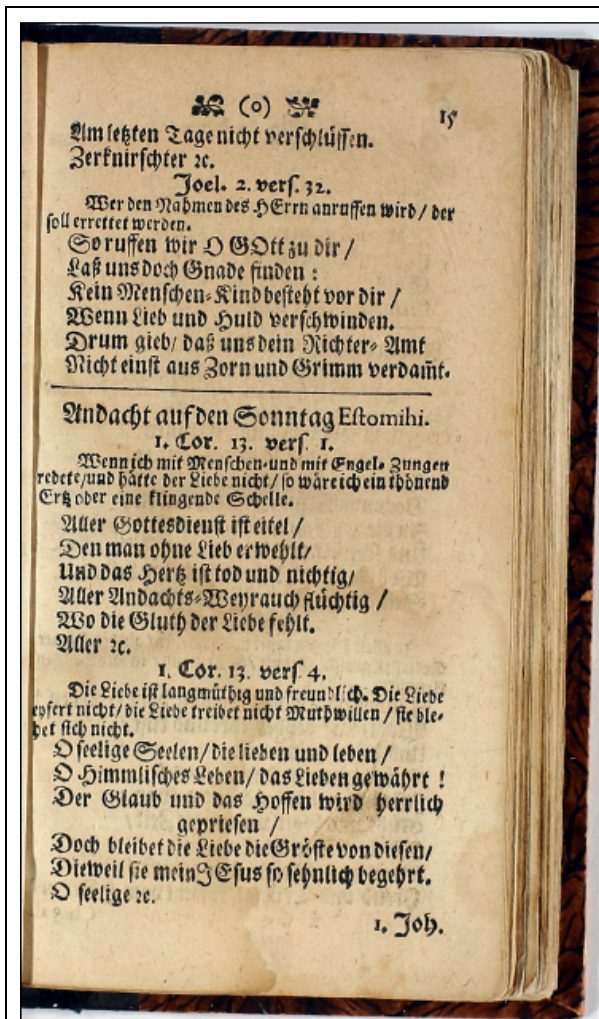 (o) 15
Am letzten Tage nicht verschlüssen.
Zerknirschter ꝛc.
Joel. 2. vers. 32.
Wer den Nahmen des HErrn anruffen wird / der
soll errettet werden.
So ruffen wir O GOtt zu dir /
Laß uns doch Gnade finden :
Kein Menschen-Kind besteht vor dir /
Wenn Lieb und Huld verschwinden.
Drum gieb/ daß uns dein Richter- Amt
Nicht einst aus Zorn und Grimm verdam̃t.
Andacht auf den Sonntag Estomihi.
1. Cor. 13. vers. 1.
Wenn ich mit Menschen-und mit Engel- Zungen
redete/und hätte der Liebe nicht/ so wäre ich ein thönend
Ertz oder eine klingende Schelle.
Aller Gottesdienst ist eitel /
Den man ohne Lieb erwehlt/
Und das Hertz ist tod und nichtig/
Aller Andachts-Weyrauch flüchtig /
Wo die Gluth der Liebe fehlt.
Aller ꝛc.
1. Cor. 13. vers 4.
Die Liebe ist langmüthig und freundlich. Die Liebe
eyfert nicht/ die Liebe treibet nicht Muthwillen / sie ble-
het sich nicht.
O seelige Seelen/ die lieben und leben /
O Himmlisches Leben/ das Lieben gewährt !
Der Glaub und das Hoffen wird herrlich
gepriesen /
Doch bleibet die Liebe die Gröste von diesen/
Dieweil sie mein JEsus so sehnlich begehrt.
O seelige ꝛc.
1. Joh.